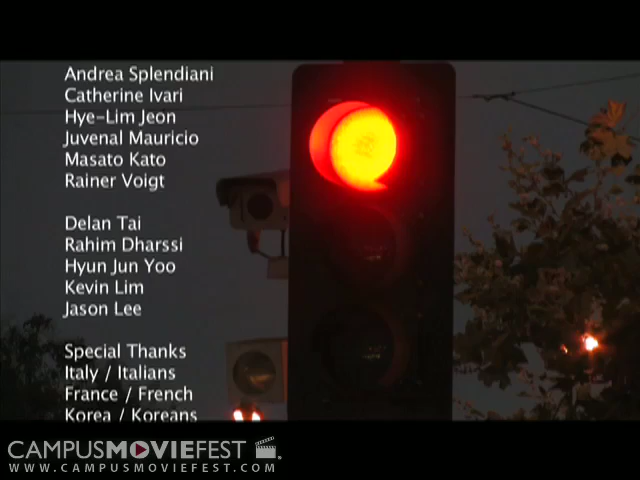 Andrea Splendiani
Catherine Ivari
Hye-Lim Jeon
Juvenal Mauricio
Masato Kato
Rainer Voigt
Delan Tai
Rahim Dharssi
Hyun Jun Yoo
Kevin Lim
Jason Lee
Special Thanks
Italy / Italians
France / French
Korea / Koreans
CAMPUSMOVIEFEST
WWW.CAMPUSMOVIEFEST.COM